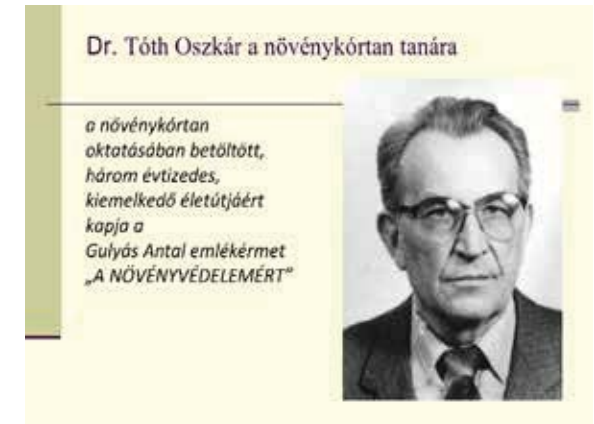 Dr. Tóth Oszkár a növénykórtan tanára
a növénykórtan
oktatásában betöltött,
három évtizedes,
kiemelkedő életútjáért
kapja a
Gulyás Antal emlékérmet
„A NÖVÉNYVÉDELEMÉRT”